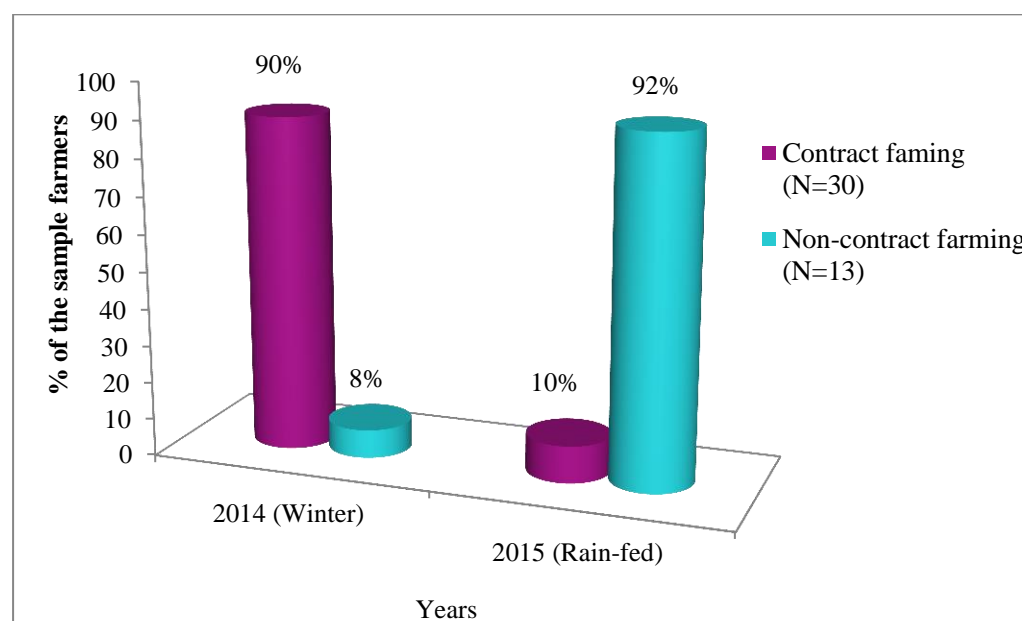 90%
92%
100
90
80
70
60
50
40
30
20
10
0
% of the sample farmers
8%
10%
Contract faming
(N=30)
Non-contract farming
(N=13)
2014 (Winter)
2015 (Rain-fed)
Years